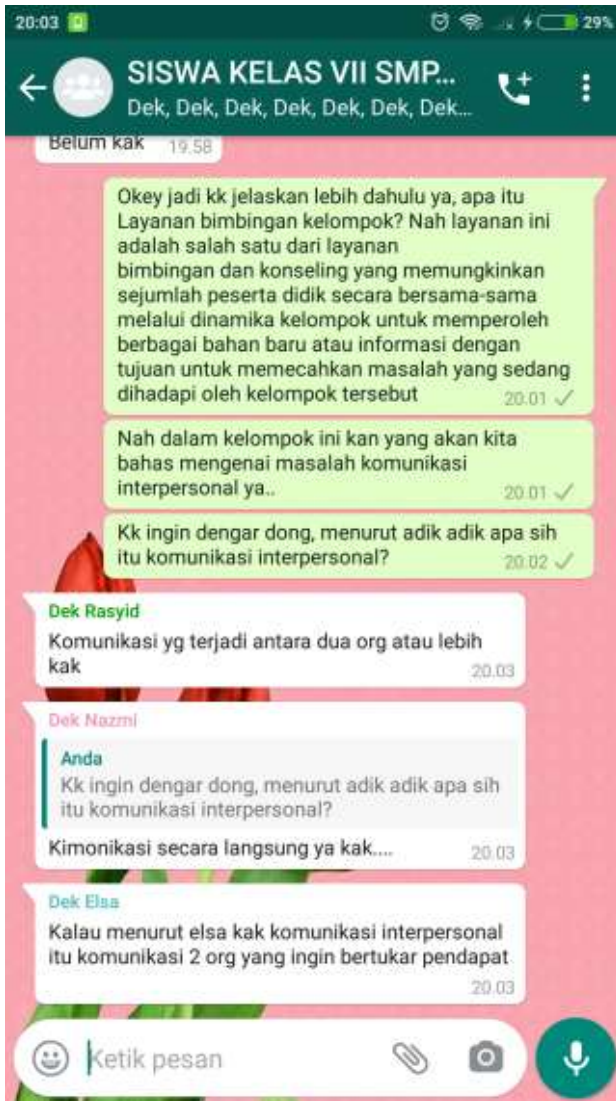 20:03
29%
SISWA KELAS VII SMP...
Dek, Dek, Dek, Dek, Dek, Dek, Dek...
Belum kak 19.58
Okey jadi kk jelaskan lebih dahulu ya, apa itu
Layanan bimbingan kelompok? Nah layanan ini
adalah salah satu dari layanan
bimbingan dan konseling yang memungkinkan
sejumlah peserta didik secara bersama-sama
melalui dinamika kelompok untuk memperoleh
berbagai bahan baru atau informasi dengan
tujuan untuk memecahkan masalah yang sedang
dihadapi oleh kelompok tersebut 20.01
Nah dalam kelompok ini kan yang akan kita
bahas mengenai masalah komunikasi
interpersonal ya.. 20.01
Kk ingin dengar dong, menurut adik adik apa sih
itu komunikasi interpersonal? 20.02
Dek Rasyid
Komunikasi yg terjadi antara dua org atau lebih
kak 20.03
Dek Nazmi
Anda
Kk ingin dengar dong, menurut adik adik apa sih
itu komunikasi interpersonal?
Kimonikasi secara langsung ya kak.... 20.03
Dek Elsa
Kalau menurut elsa kak komunikasi interpersonal
itu komunikasi 2 org yang ingin bertukar pendapat
20.03
Ketik pesan